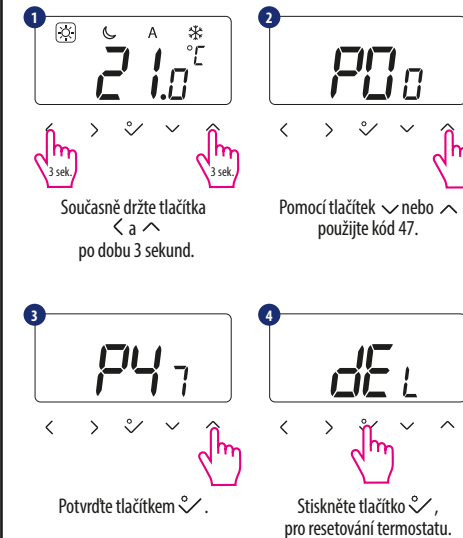 1
A
21.0 °C
< > ✓ ∨ ∧
3 sek. 3 sek.
Současně držte tlačítka
< a ∧
po dobu 3 sekund.
2
P00
< > ✓ ∨ ∧
Pomocí tlačítek ∨ nebo ∧
použijte kód 47.
3
P47
< > ✓ ∨ ∧
Potvrďte tlačítkem ✓ .
4
dEL
< > ✓ ∨ ∧
Stiskněte tlačítko ✓ ,
pro resetování termostatu.